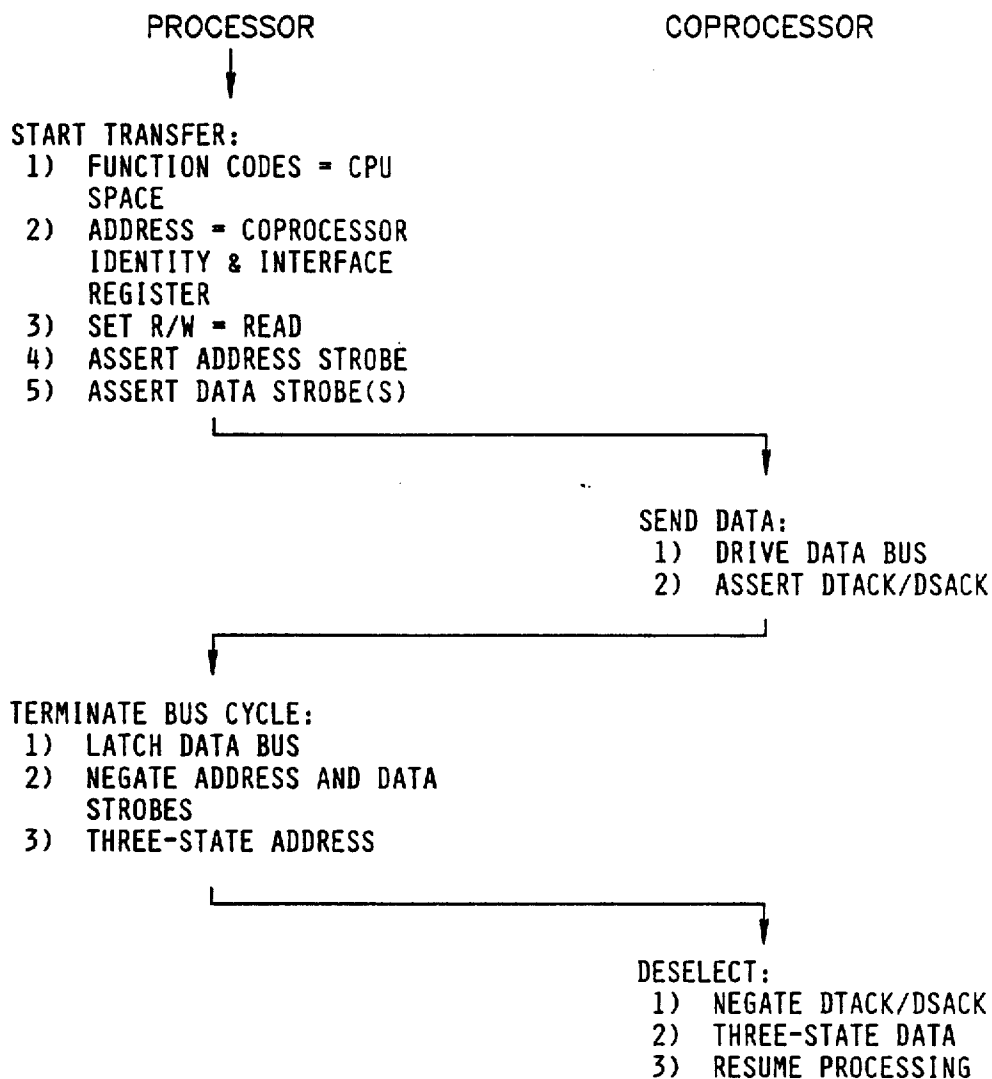 PROCESSOR
COPROCESSOR
START TRANSFER:
1) FUNCTION CODES = CPU
SPACE
2) ADDRESS = COPROCESSOR
IDENTITY & INTERFACE
REGISTER
3) SET R/W = READ
4) ASSERT ADDRESS STROBE
5) ASSERT DATA STROBE(S)
SEND DATA:
1) DRIVE DATA BUS
2) ASSERT DTACK/DSACK
TERMINATE BUS CYCLE:
1) LATCH DATA BUS
2) NEGATE ADDRESS AND DATA
STROBES
3) THREE-STATE ADDRESS
DESELECT:
1) NEGATE DTACK/DSACK
2) THREE-STATE DATA
3) RESUME PROCESSING